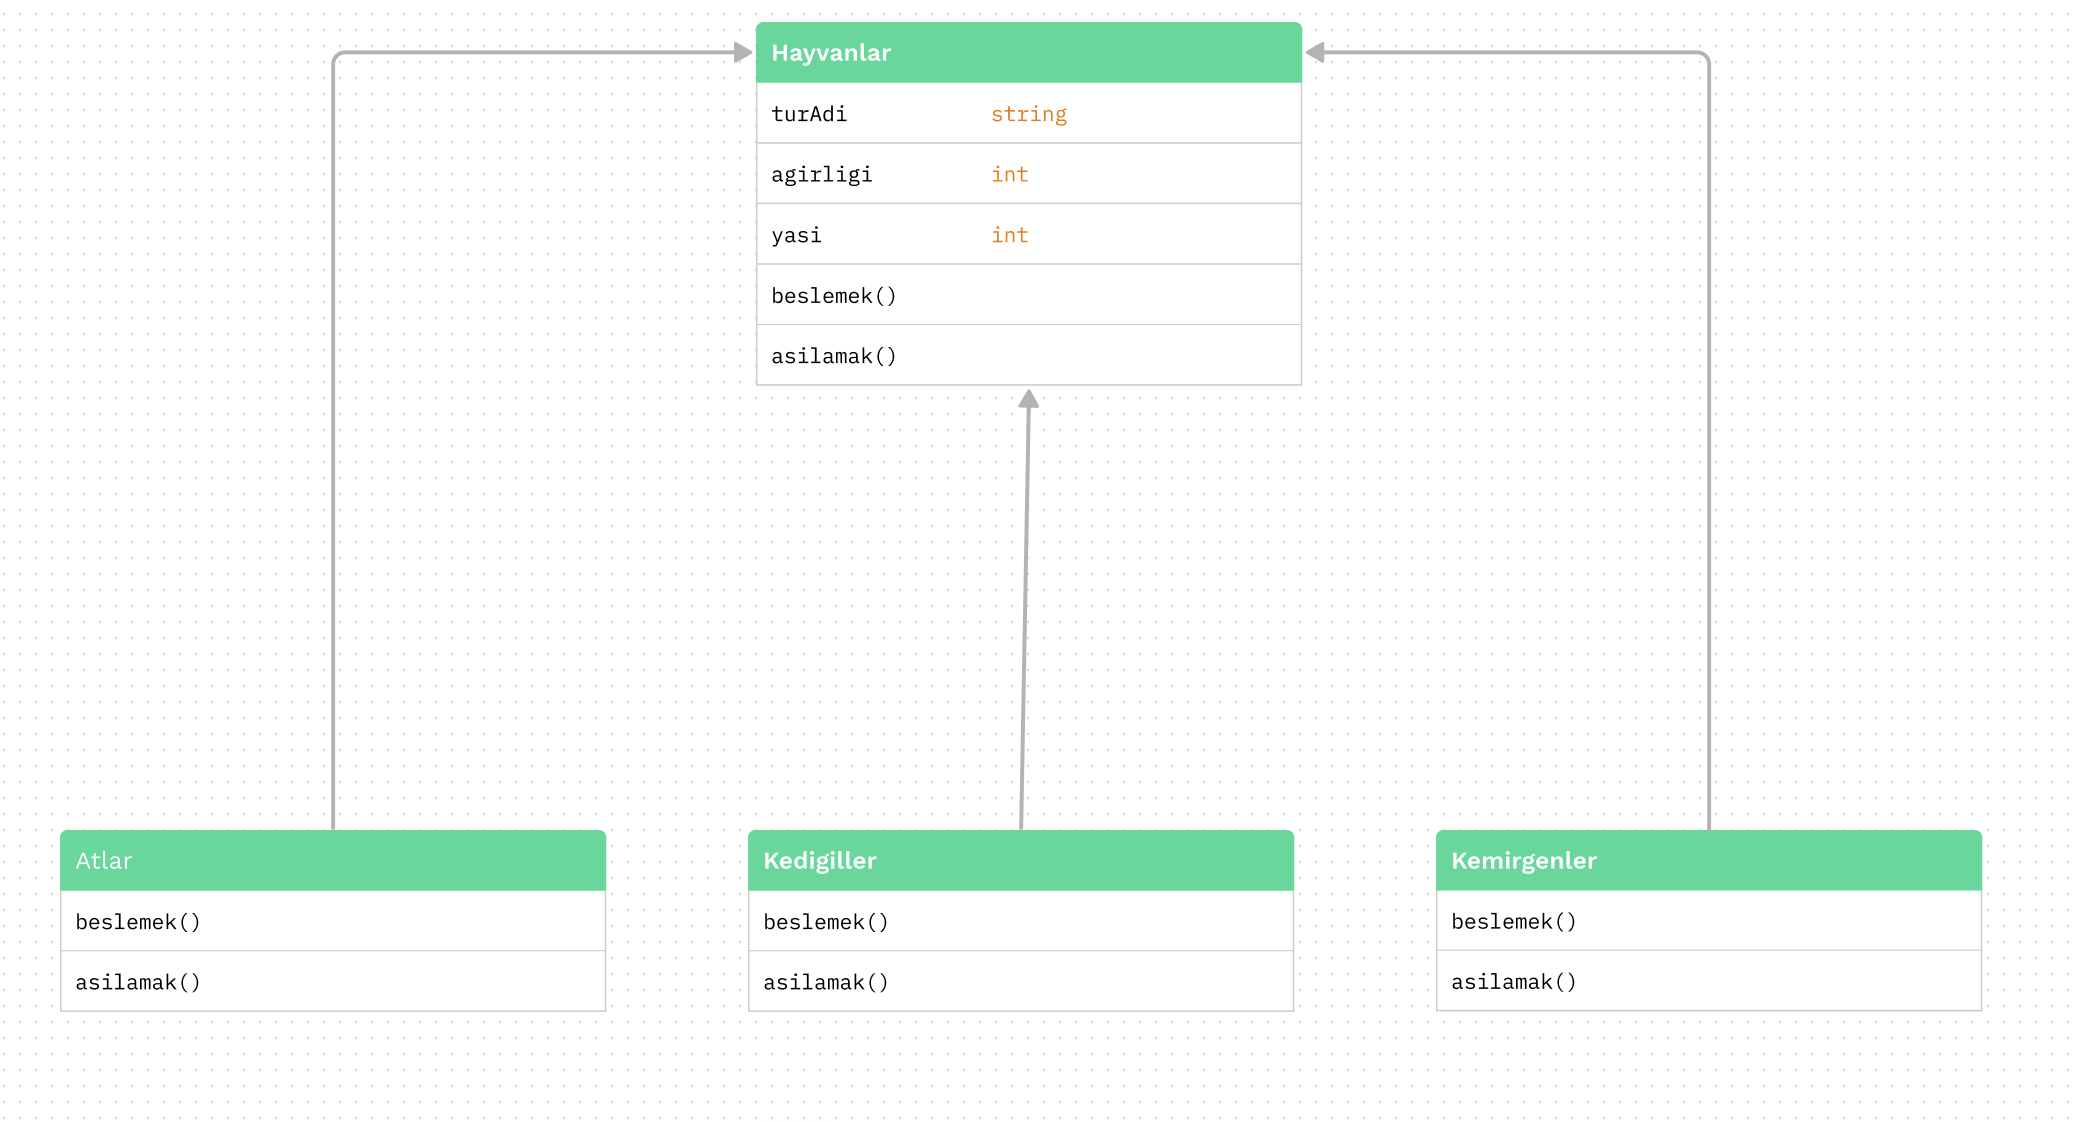 Hayvanlar
turAdi string
agirligi int
yasi int
beslemek()
asilamak()
Atlar
beslemek()
asilamak()
Kedigiller
beslemek()
asilamak()
Kemirgenler
beslemek()
asilamak()